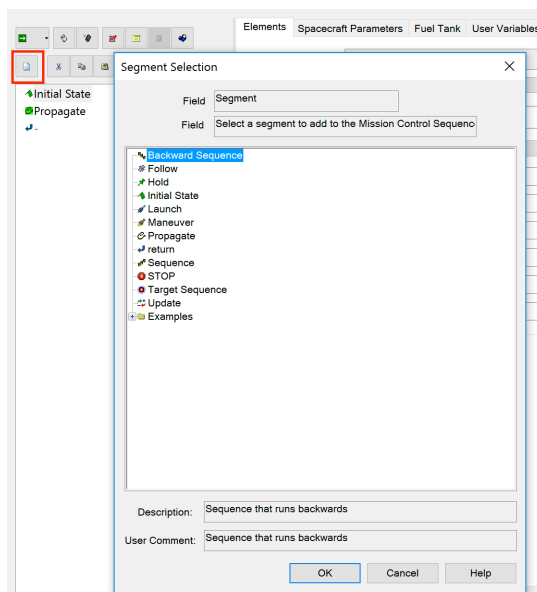 Elements Spacecraft Parameters Fuel Tank User Variables
Segment Selection
Initial State
Propagate
-
Field Segment
Field Select a segment to add to the Mission Control Sequenc
Backward Sequence
Follow
Hold
Initial State
Launch
Maneuver
Propagate
return
Sequence
STOP
Target Sequence
Update
Examples
Description: Sequence that runs backwards
User Comment: Sequence that runs backwards
OK Cancel Help